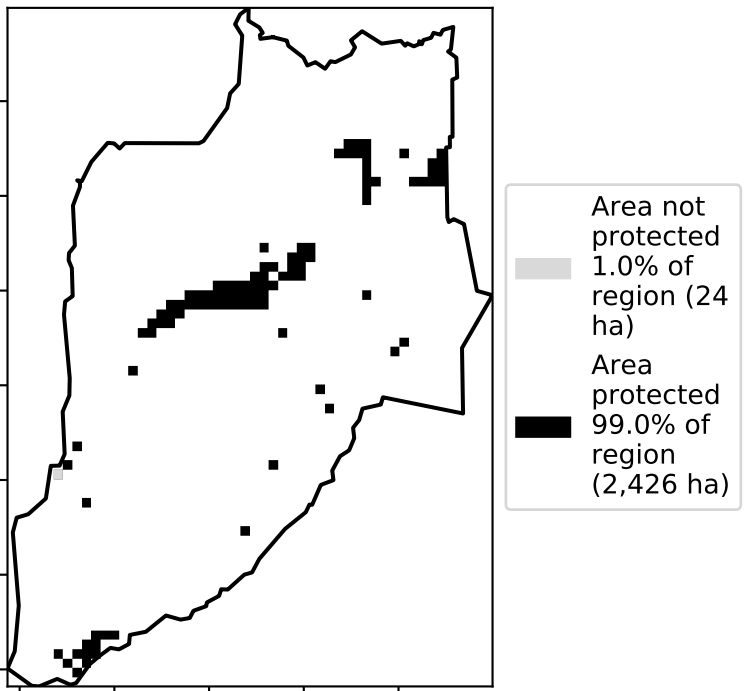 Area not
protected
1.0% of
region (24
ha)
Area
protected
99.0% of
region
(2,426 ha)